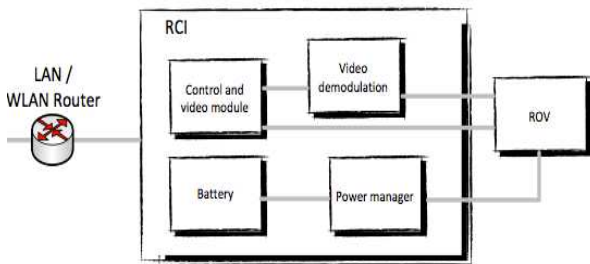 RCI
LAN /
WLAN Router
Control and
video module
Video
demodulation
ROV
Battery
Power manager